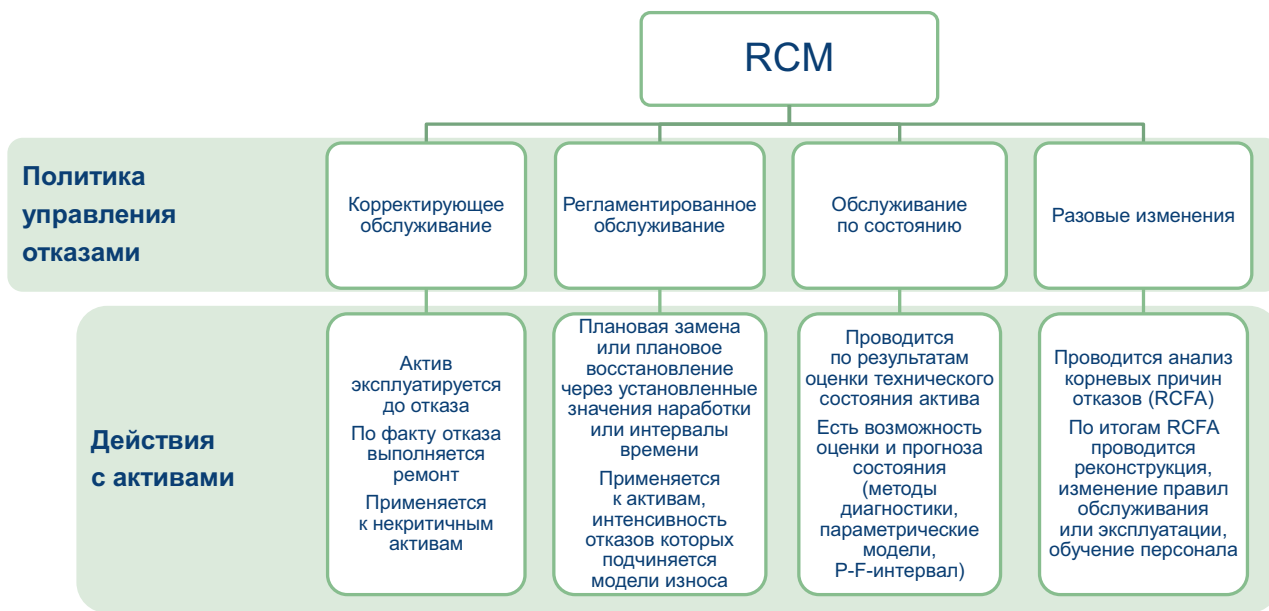 RCM
Политика
управления
отказами
Корректирующее
обслуживание
Регламентированное
обслуживание
Обслуживание
по состоянию
Разовые изменения
Действия
с активами
Актив
эксплуатируется
до отказа
По факту отказа
выполняется
ремонт
Применяется
к некритичным
активам
Плановая замена
или плановое
восстановление
через установленные
значения наработки
или интервалы
времени
Применяется
к активам,
интенсивность
отказов которых
подчиняется
модели износа
Проводится
по результатам
оценки технического
состояния актива
Есть возможность
оценки и прогноза
состояния
(методы
диагностики,
параметрические
модели,
P-F-интервал)
Проводится анализ
корневых причин
отказов (RCFA)
По итогам RCFA
проводится
реконструкция,
изменение правил
обслуживания
или эксплуатации,
обучение персонала